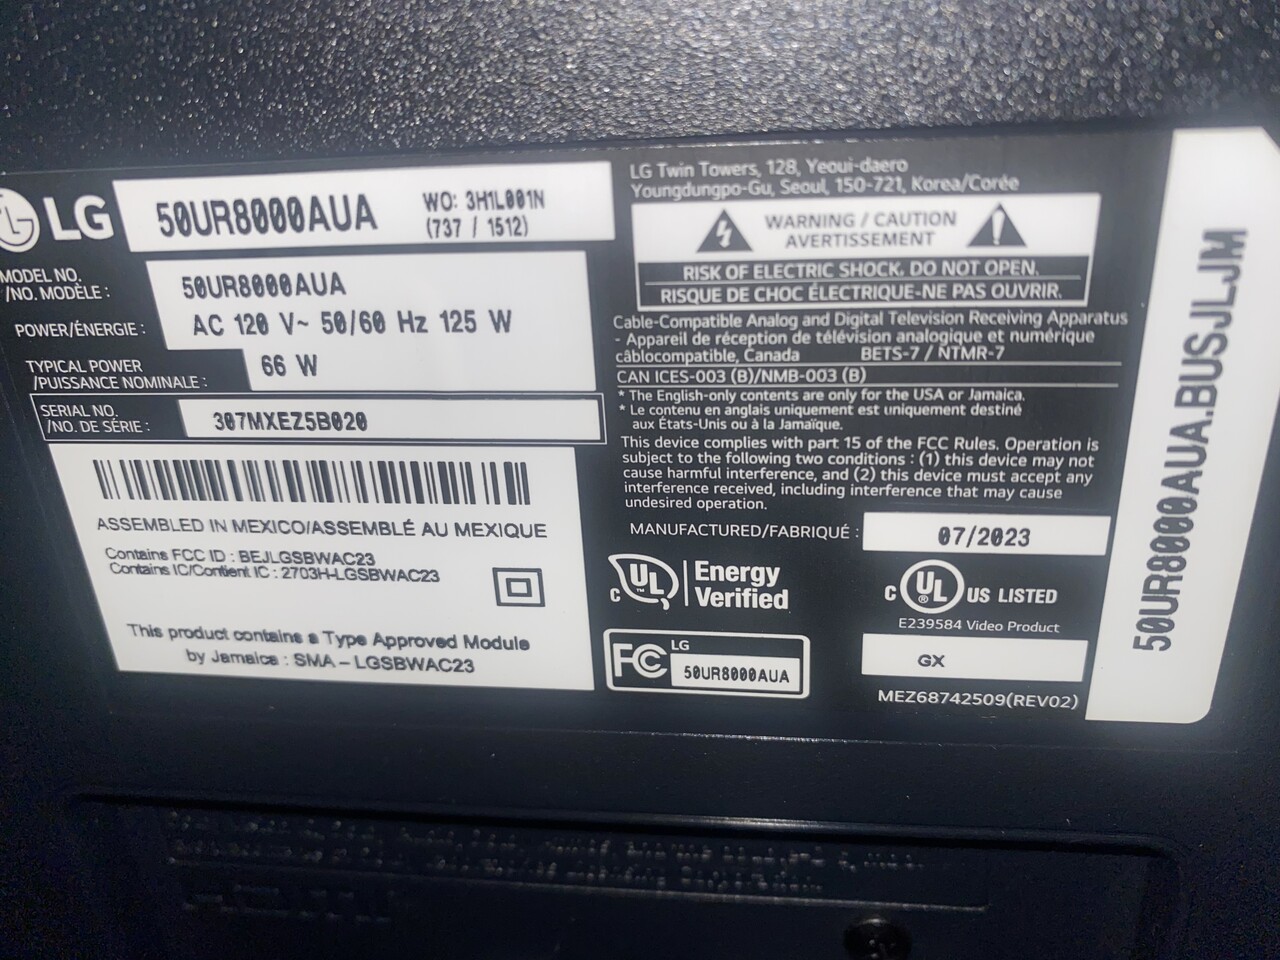 LG
50UR8000AUA
WO: 3H1L001N
(737 / 1512)
MODEL NO.
/NO. MODÈLE :
50UR8000AUA
POWER/ÉNERGIE :
AC 120 V~ 50/60 Hz 125 W
TYPICAL POWER
/PUISSANCE NOMINALE :
66 W
SERIAL NO.
/NO. DE SÉRIE :
307MXEZ5B020
ASSEMBLED IN MEXICO/ASSEMBLÉ AU MEXIQUE
Contains FCC ID : BEJLGSBWAC23
Contains IC/Contient IC : 2703H-LGSBWAC23
This product contains a Type Approved Module
by Jamaica : SMA – LGSBWAC23
LG Twin Towers, 128, Yeoui-daero
Youngdungpo-Gu, Seoul, 150-721, Korea/Corée
WARNING / CAUTION
AVERTISSEMENT
RISK OF ELECTRIC SHOCK. DO NOT OPEN.
RISQUE DE CHOC ÉLECTRIQUE-NE PAS OUVRIR.
Cable-Compatible Analog and Digital Television Receiving Apparatus
- Appareil de réception de télévision analogique et numérique
câblocompatible, Canada BETS-7 / NTMR-7
CAN ICES-003 (B)/NMB-003 (B)
* The English-only contents are only for the USA or Jamaica.
* Le contenu en anglais uniquement est uniquement destiné
aux États-Unis ou à la Jamaïque.
This device complies with part 15 of the FCC Rules. Operation is
subject to the following two conditions : (1) this device may not
cause harmful interference, and (2) this device must accept any
interference received, including interference that may cause
undesired operation.
MANUFACTURED/FABRIQUÉ :
07/2023
C UL™ Energy
Verified
C UL® US LISTED
E239584 Video Product
FC LG
50UR8000AUA
GX
MEZ68742509(REV02)
50UR8000AUA.BUSJLJM